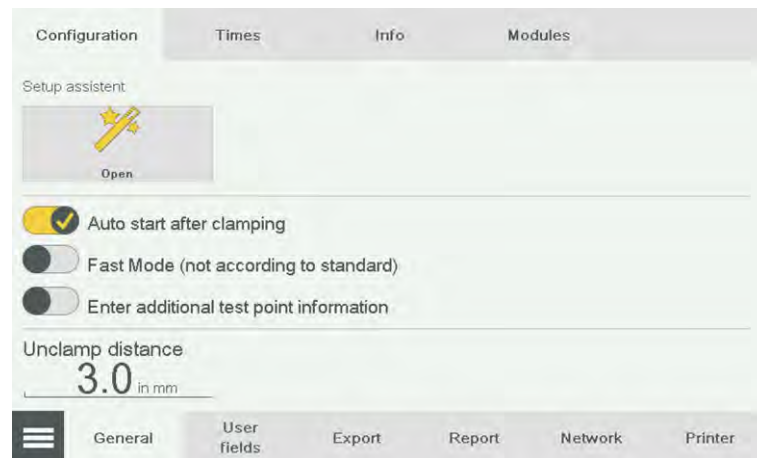 Configuration Times Info Modules
Setup assistent
Open
Auto start after clamping
Fast Mode (not according to standard)
Enter additional test point information
Unclamp distance
3.0 in mm
General User fields Export Report Network Printer